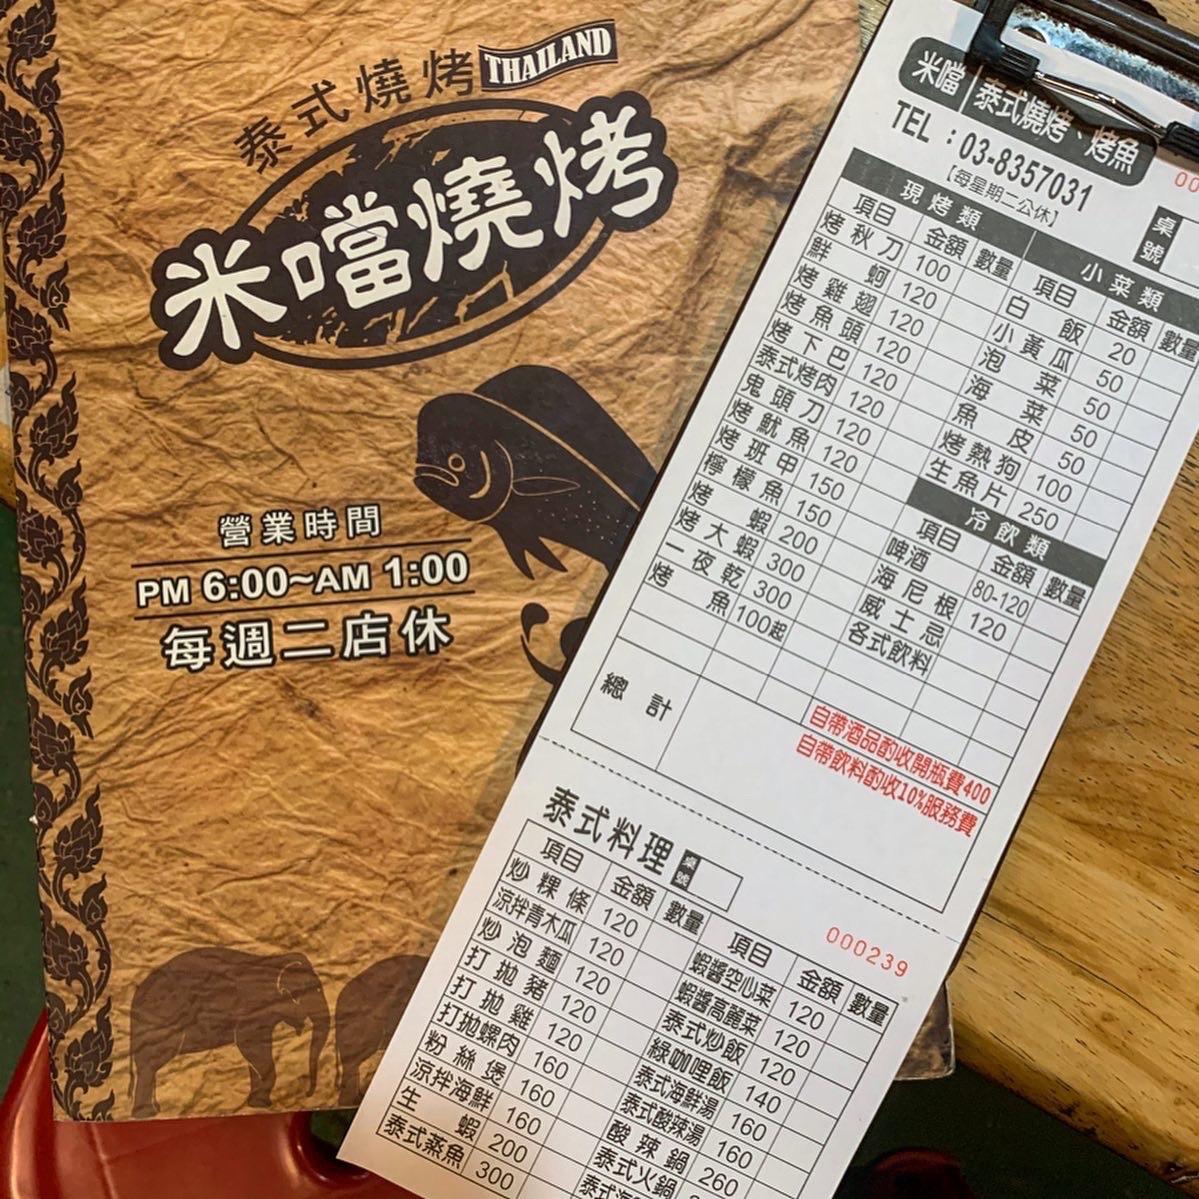 泰式燒烤 THAILAND
米噹燒烤
營業時間
PM 6:00~AM 1:00
每週二店休
米噹 泰式燒烤、烤魚
TEL：03-8357031
【每星期二公休】
00
桌號
現烤類
項目 金額 數量
烤秋刀 100
鮮蚵 120
烤雞翅 120
烤魚頭 120
烤下巴 120
泰式烤肉 120
鬼頭刀 120
烤魷魚 120
烤班甲 150
檸檬魚 150
烤蝦 200
烤大蝦 300
一夜乾 300
烤魚 100起
小菜類
項目 金額 數量
白飯 20
小黃瓜 50
泡菜 50
海菜 50
魚皮 50
烤熱狗 100
生魚片 250
冷飲類
項目 金額 數量
啤酒 80-120
海尼根 120
威士忌
各式飲料
總計
自帶酒品酌收開瓶費400
自帶飲料酌收10%服務費
泰式料理 桌號
000239
項目 金額 數量
炒粿條 120
涼拌青木瓜 120
炒泡麵 120
打拋豬 120
打拋雞 120
打拋螺肉 160
粉絲煲 160
涼拌海鮮 160
生蝦 200
泰式蒸魚 300
項目 金額 數量
蝦醬空心菜 120
蝦醬高麗菜 120
泰式炒飯 120
綠咖哩飯 140
泰式海鮮湯 160
泰式酸辣湯 160
酸辣鍋 260
泰式火鍋